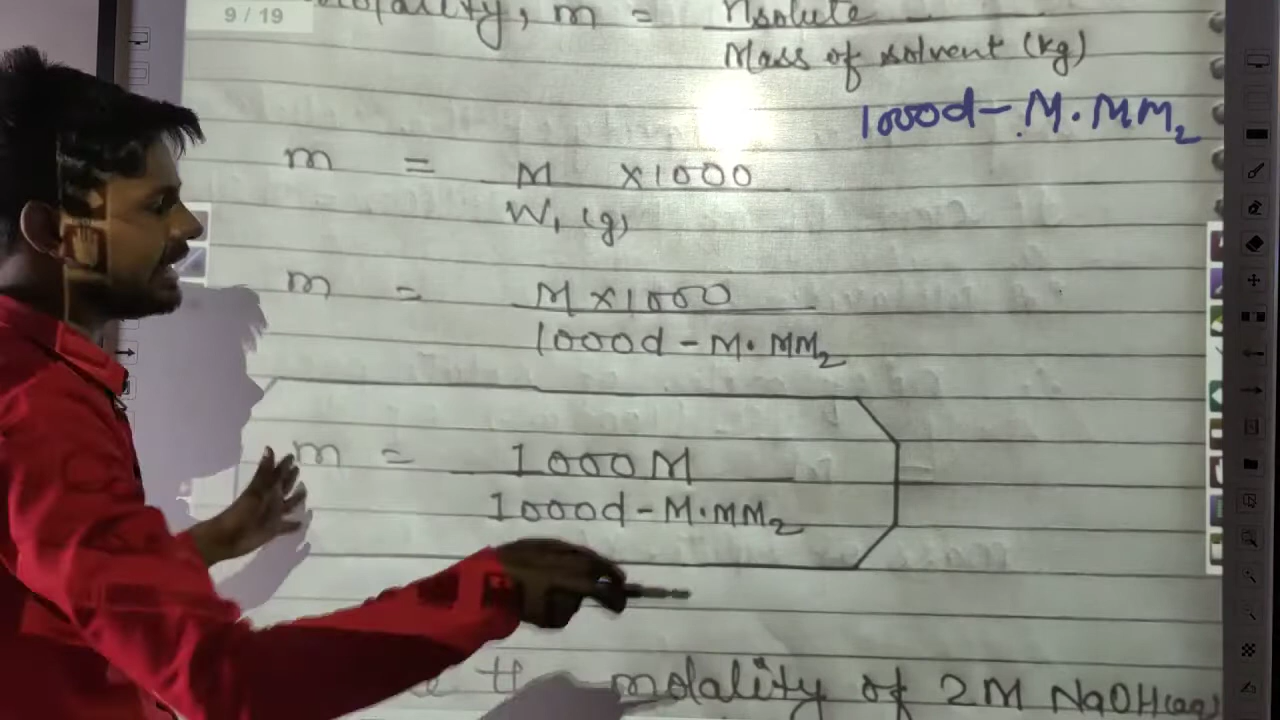 9 / 19
molality, m = nsolute
Mass of solvent (kg)
1000d - M. MM₂
m = M ×1000
W₁ (g)
m = M×1000
1000d - M. MM₂
m = 1000M
1000d - M.MM₂
molality of 2M NaOH(aq)